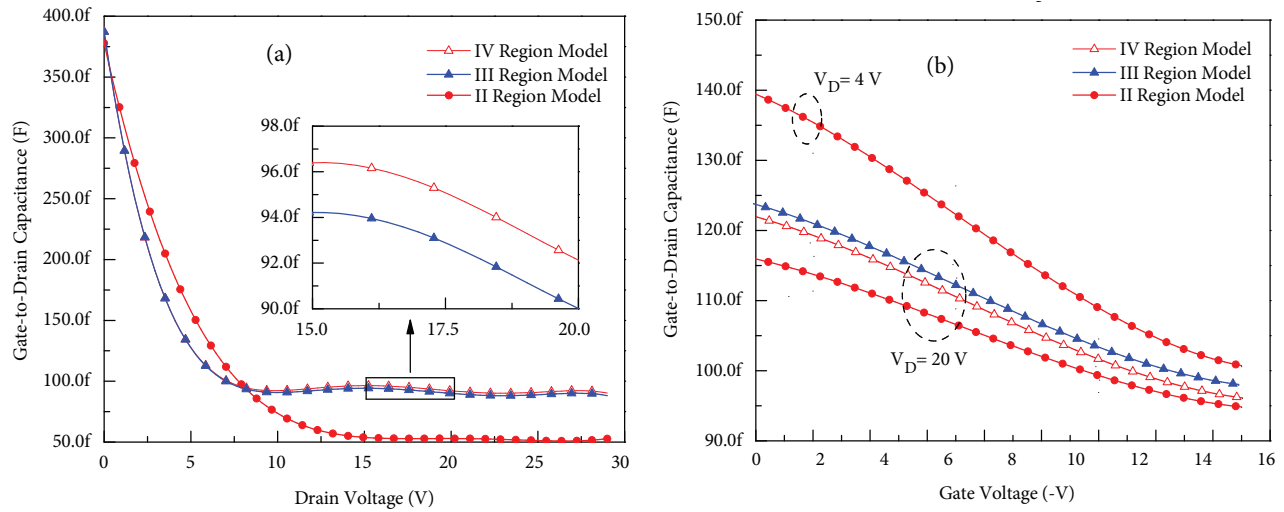 400.0f
350.0f
300.0f
250.0f
200.0f
150.0f
100.0f
50.0f
Gate-to-Drain Capacitance (F)
(a)
IV Region Model
III Region Model
II Region Model
98.0f
96.0f
94.0f
92.0f
90.0f
15.0 17.5 20.0
0 5 10 15 20 25 30
Drain Voltage (V)
150.0f
140.0f
130.0f
120.0f
110.0f
100.0f
90.0f
Gate-to-Drain Capacitance (F)
(b)
IV Region Model
III Region Model
II Region Model
VD= 4 V
VD= 20 V
0 2 4 6 8 10 12 14 16
Gate Voltage (-V)